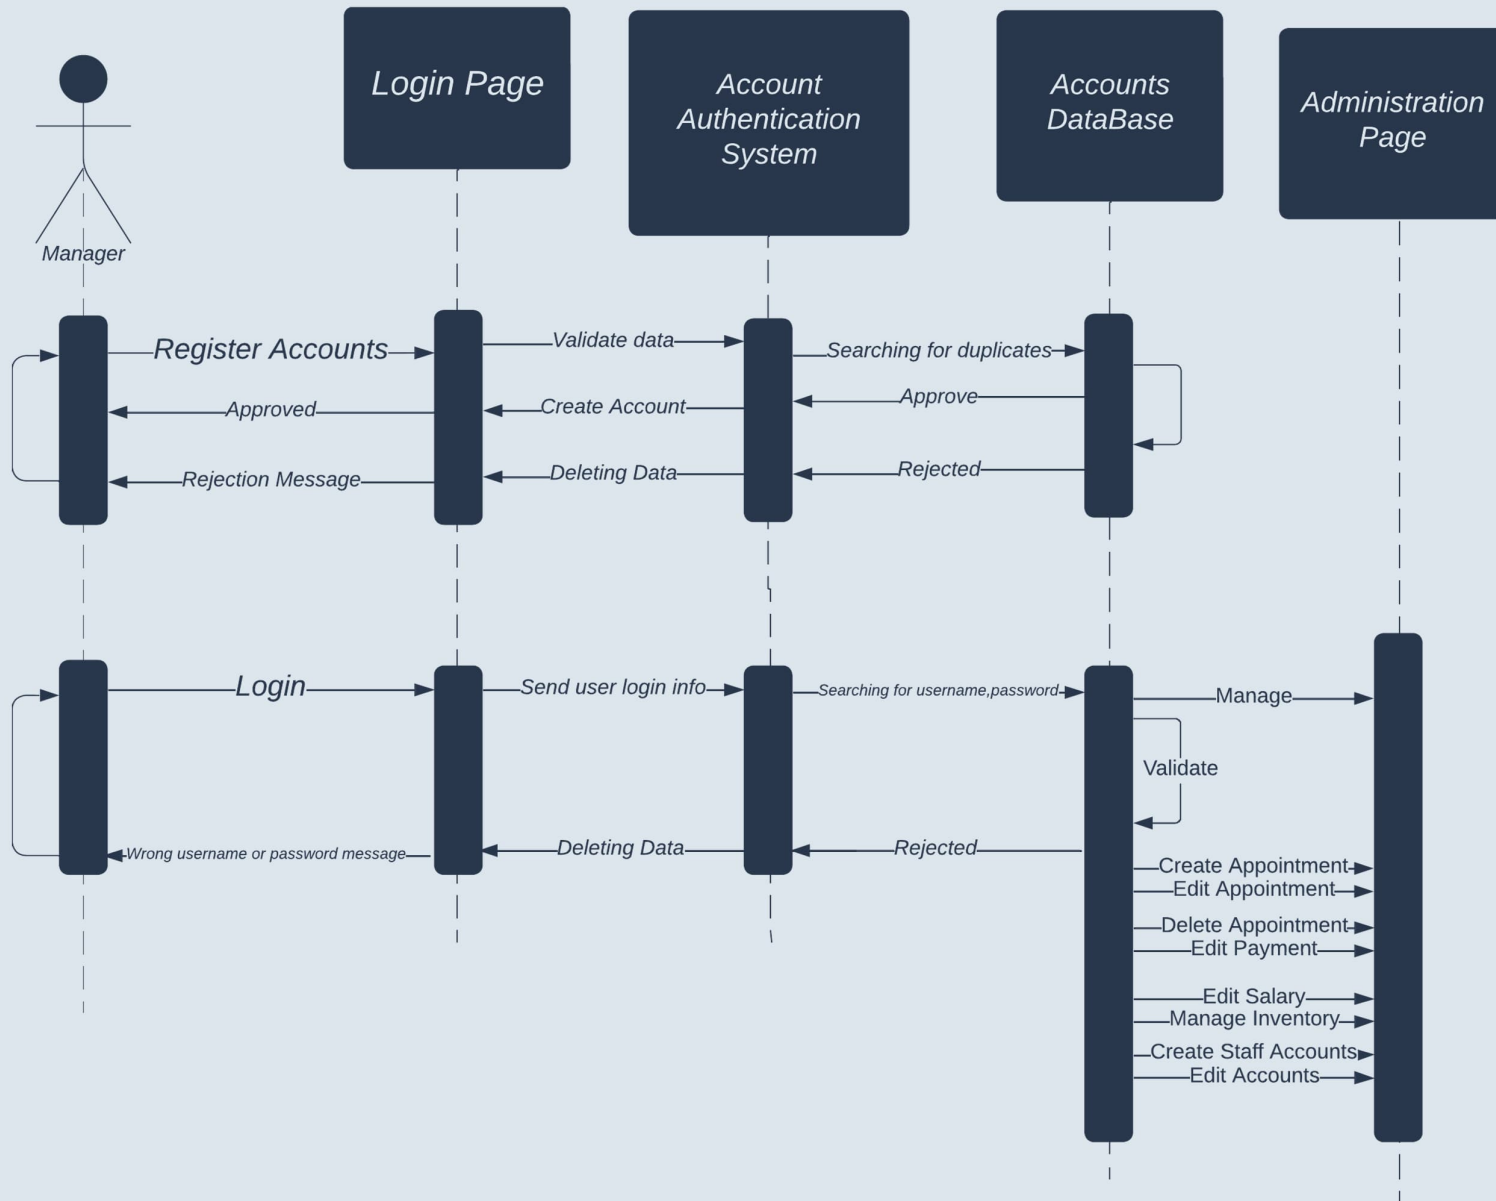 Login Page
Account
Authentication
System
Accounts
DataBase
Administration
Page
Manager
Register Accounts
Validate data
Searching for duplicates
Approved
Create Account
Approve
Rejection Message
Deleting Data
Rejected
Login
Send user login info
Searching for username,password
Manage
Validate
Wrong username or password message
Deleting Data
Rejected
Create Appointment
Edit Appointment
Delete Appointment
Edit Payment
Edit Salary
Manage Inventory
Create Staff Accounts
Edit Accounts